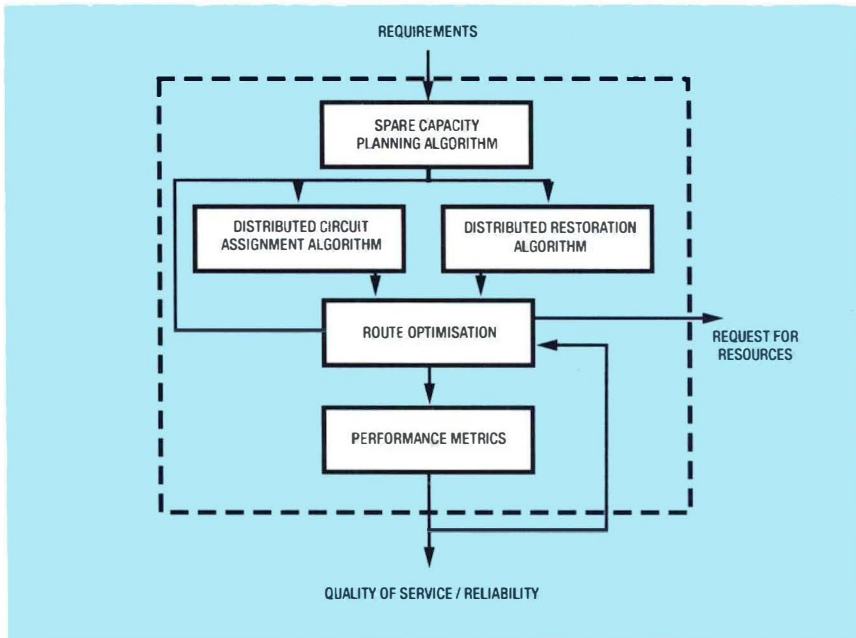 REQUIREMENTS
SPARE CAPACITY
PLANNING ALGORITHM
DISTRIBUTED CIRCUIT
ASSIGNMENT ALGORITHM
DISTRIBUTED RESTORATION
ALGORITHM
ROUTE OPTIMISATION
REQUEST FOR
RESOURCES
PERFORMANCE METRICS
QUALITY OF SERVICE / RELIABILITY